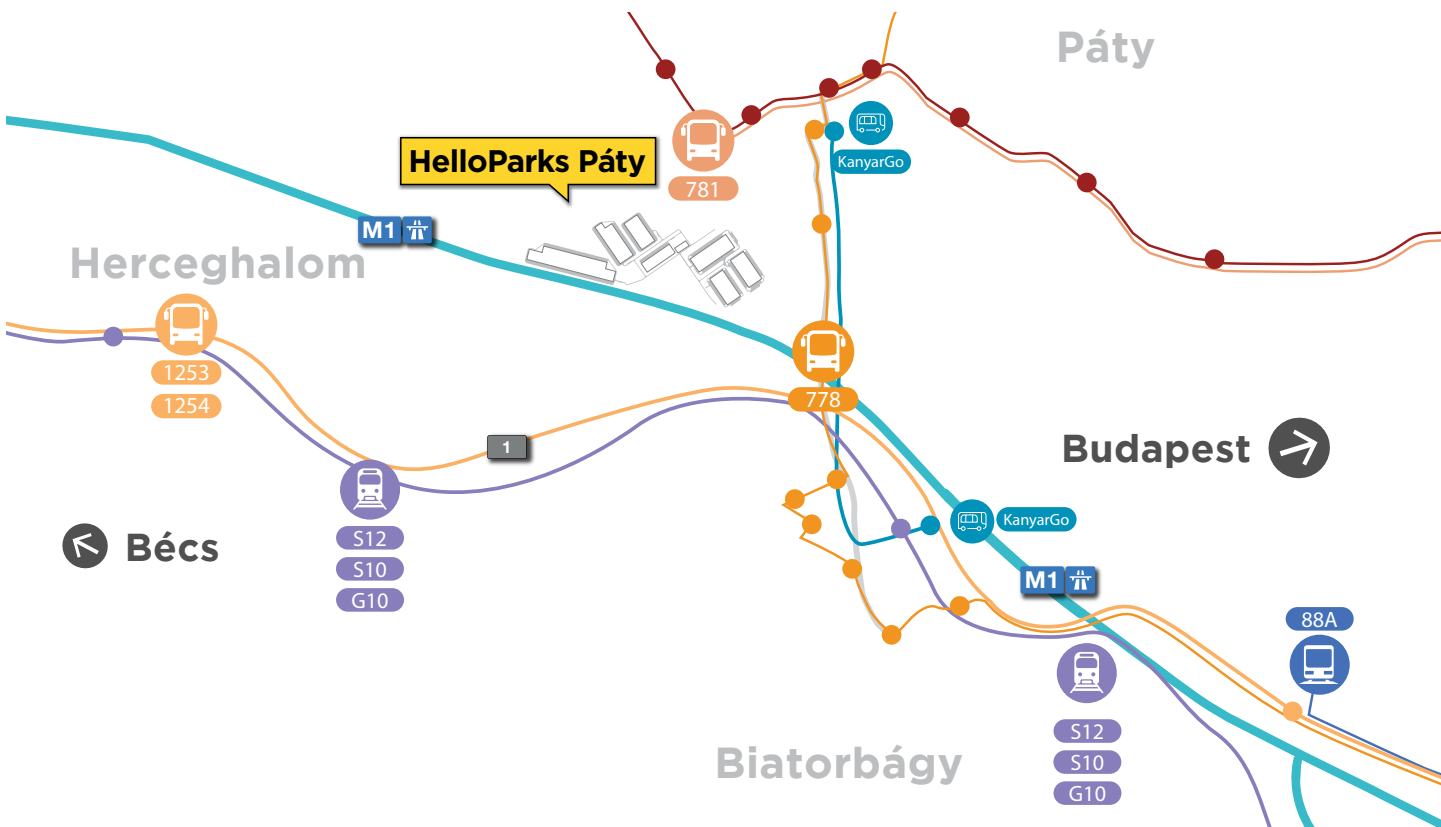 Páty
KanyarGo
HelloParks Páty
781
M1
Herceghalom
1253
1254
778
1
Budapest
KanyarGo
Bécs
S12
S10
G10
M1
88A
S12
S10
G10
Biatorbágy